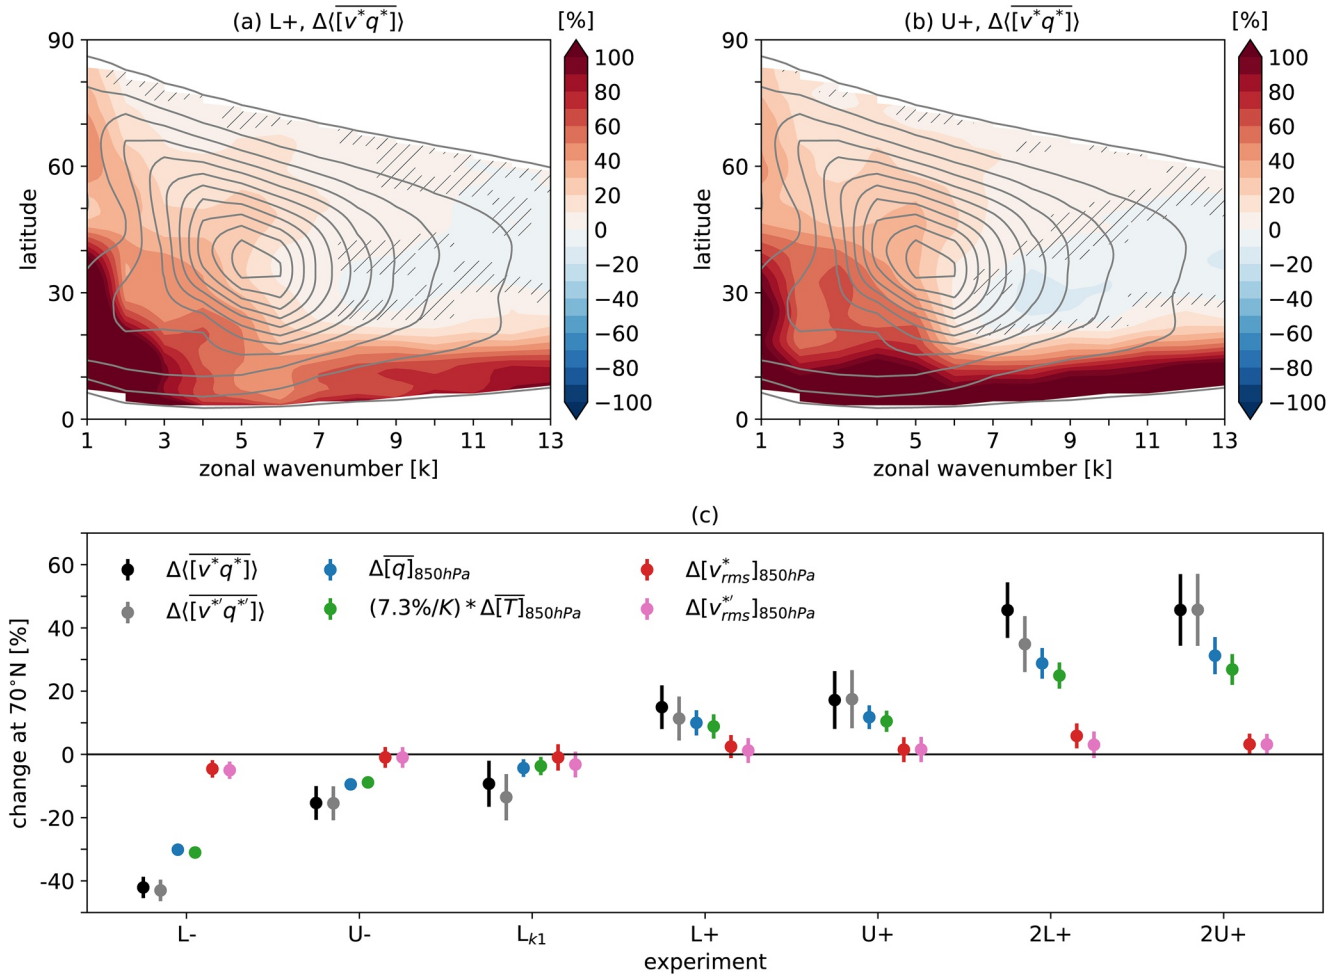 (a) L+, Δ⟨[v*q*]⟩
[%]
(b) U+, Δ⟨[v*q*]⟩
[%]
90
60
30
0
latitude
1 3 5 7 9 11 13
zonal wavenumber [k]
100
80
60
40
20
0
−20
−40
−60
−80
−100
90
60
30
0
latitude
1 3 5 7 9 11 13
zonal wavenumber [k]
100
80
60
40
20
0
−20
−40
−60
−80
−100
(c)
Δ⟨[v*q*]⟩
Δ[q]850hPa
Δ[v*rms]850hPa
Δ⟨[v*′q*′]⟩
(7.3%/K) * Δ[T]850hPa
Δ[v*′rms]850hPa
60
40
20
0
-20
-40
change at 70°N [%]
L- U- Lk1 L+ U+ 2L+ 2U+
experiment